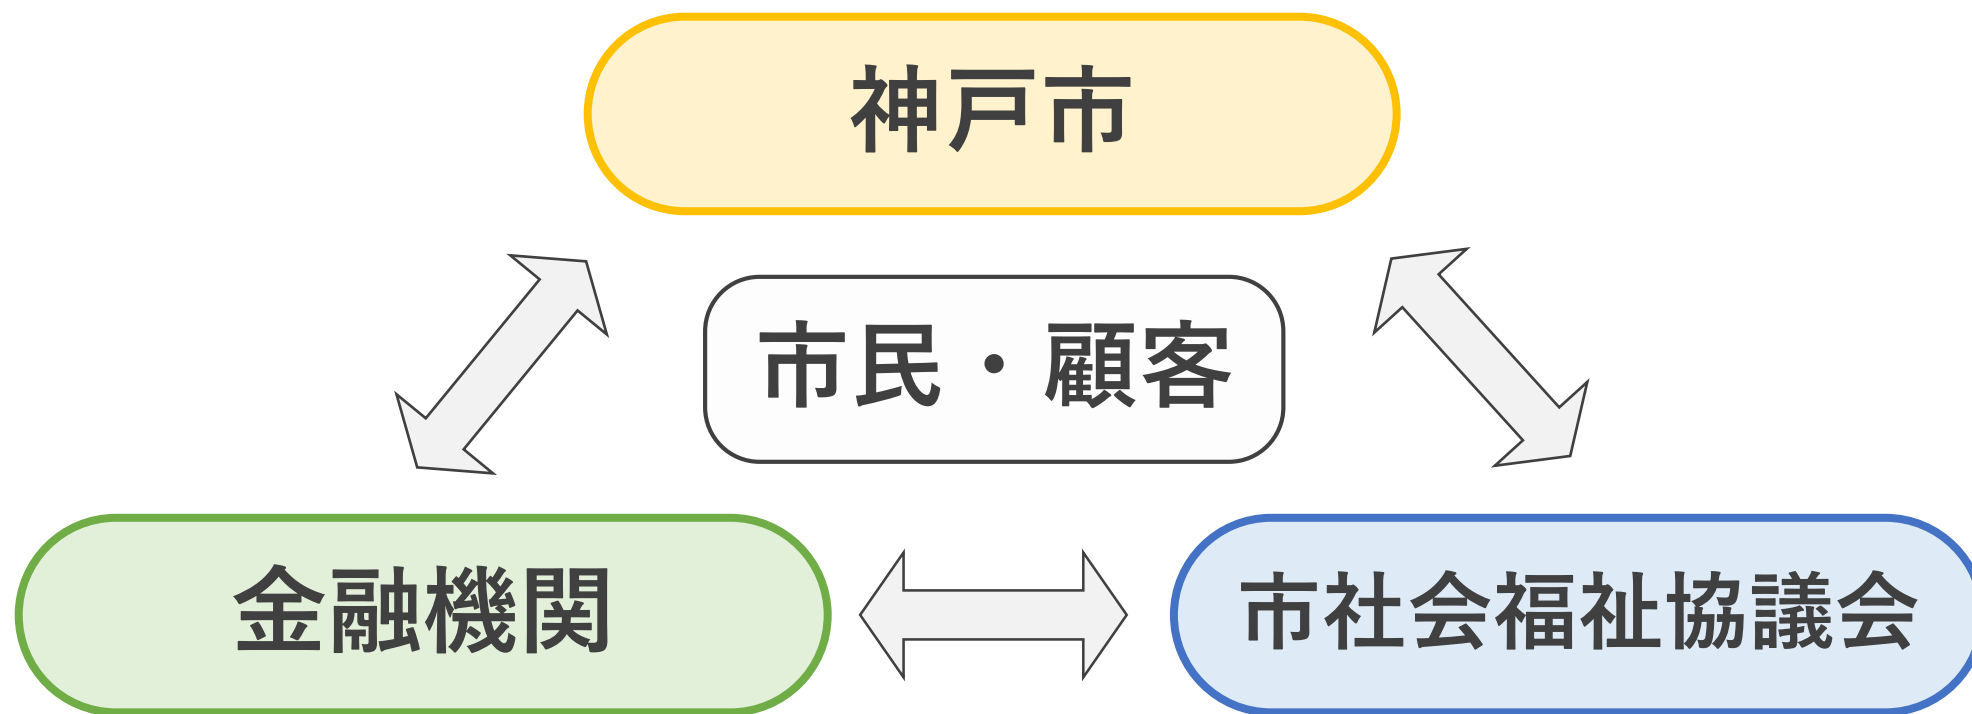 神戸市
市民・顧客
金融機関
市社会福祉協議会